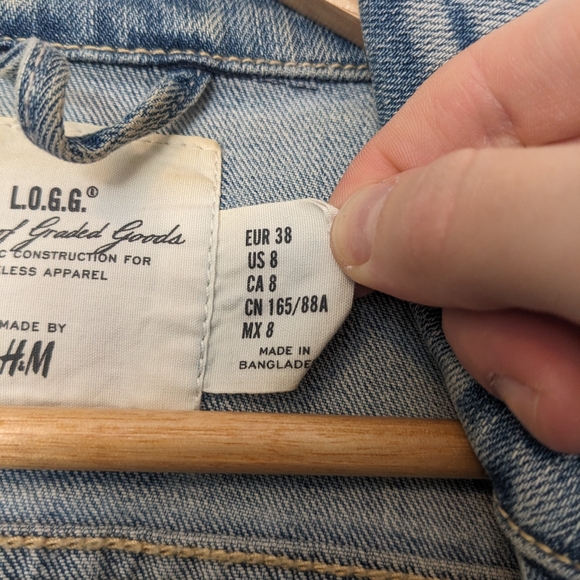 L.O.G.G.®
of Graded Goods
CONSTRUCTION FOR
APPAREL
MADE BY
H&M
EUR 38
US 8
CA 8
CN 165/88A
MX 8
MADE IN